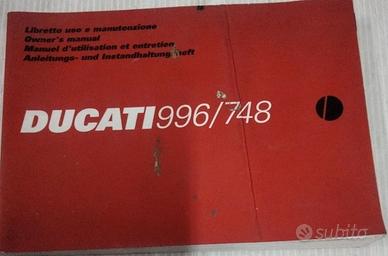 Libretto uso e manutenzione
Owner's manual
Manuel d'utilisation et entretien
Anleitungs- und Instandhaltungsheft
DUCATI 996/748
subito